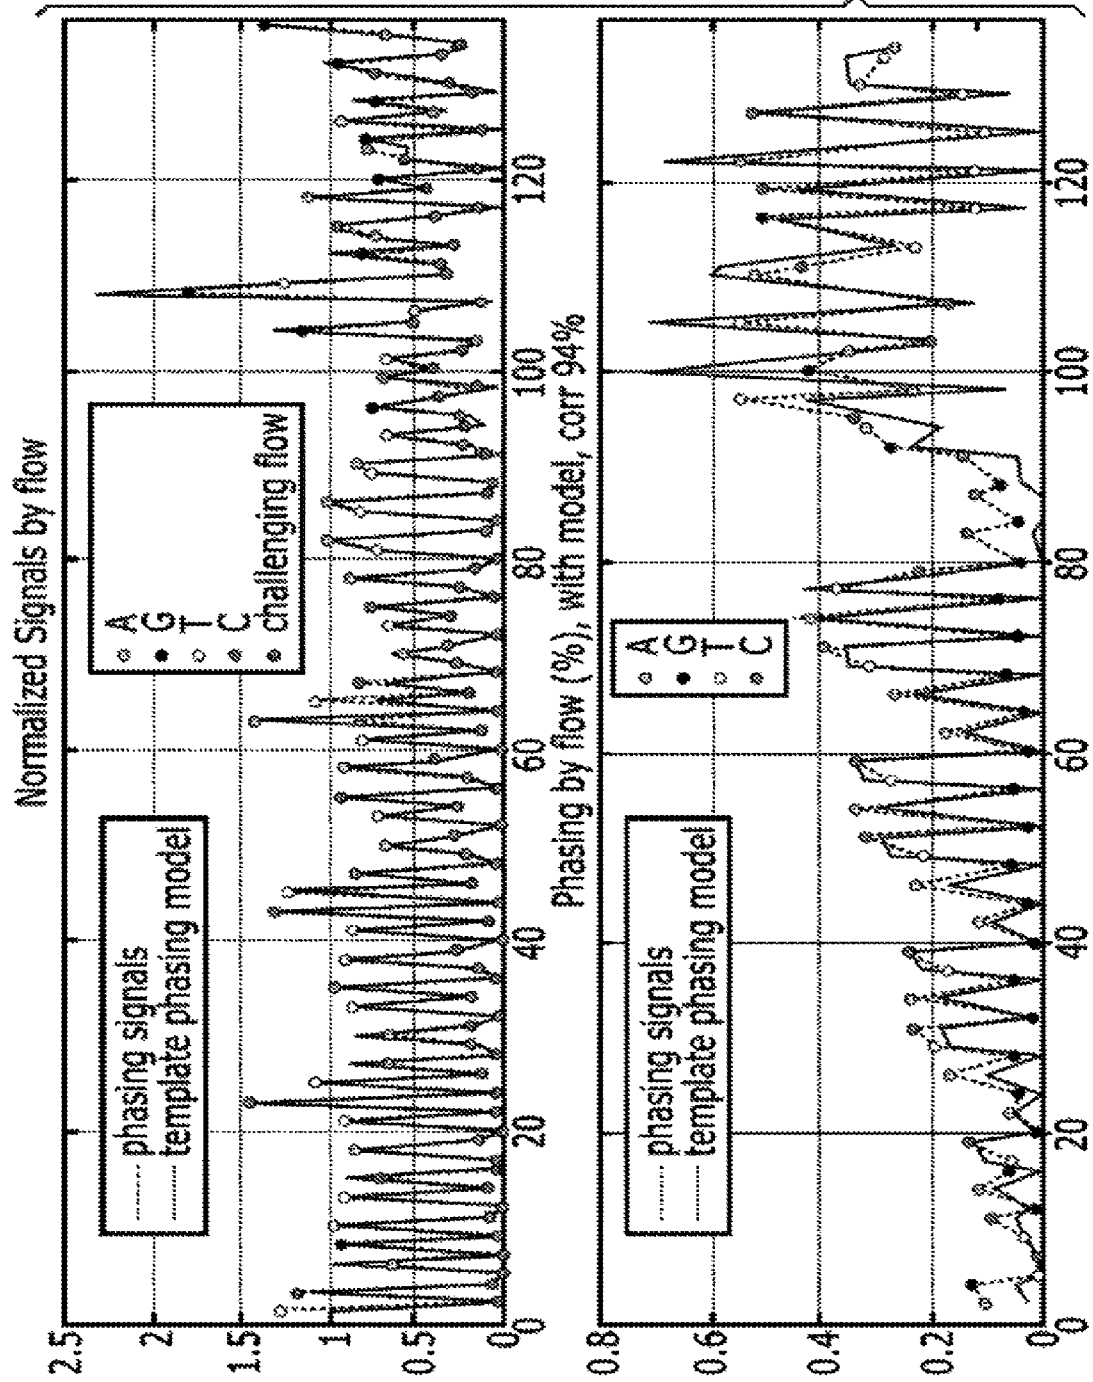 Normalized Signals by flow
2.5
2
1.5
1
0.5
0
phasing signals
template phasing model
A
G
T
C
challenging flow
0
20
40
60
80
100
120
Phasing by flow (%), with model, corr 94%
0.8
0.6
0.4
0.2
0
phasing signals
template phasing model
A
G
T
C
0
20
40
60
80
100
120